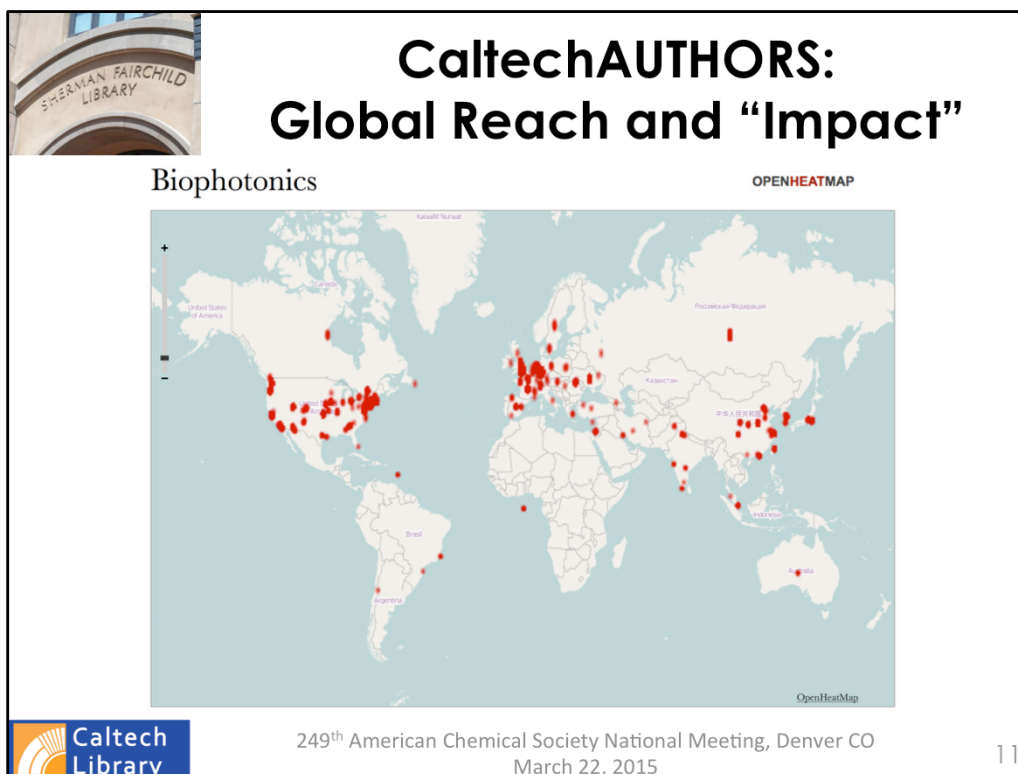 SHERMAN FAIRCHILD
LIBRARY
CaltechAUTHORS:
Global Reach and “Impact”
Biophotonics
OPENHEATMAP
Kalaallit Nunaat
Canada
United States
of America
Российская Федерация
Казахстан
中华人民共和国
Indonesia
Brasil
Argentina
OpenHeatMap
Caltech
Library
249th American Chemical Society National Meeting, Denver CO
March 22, 2015
11